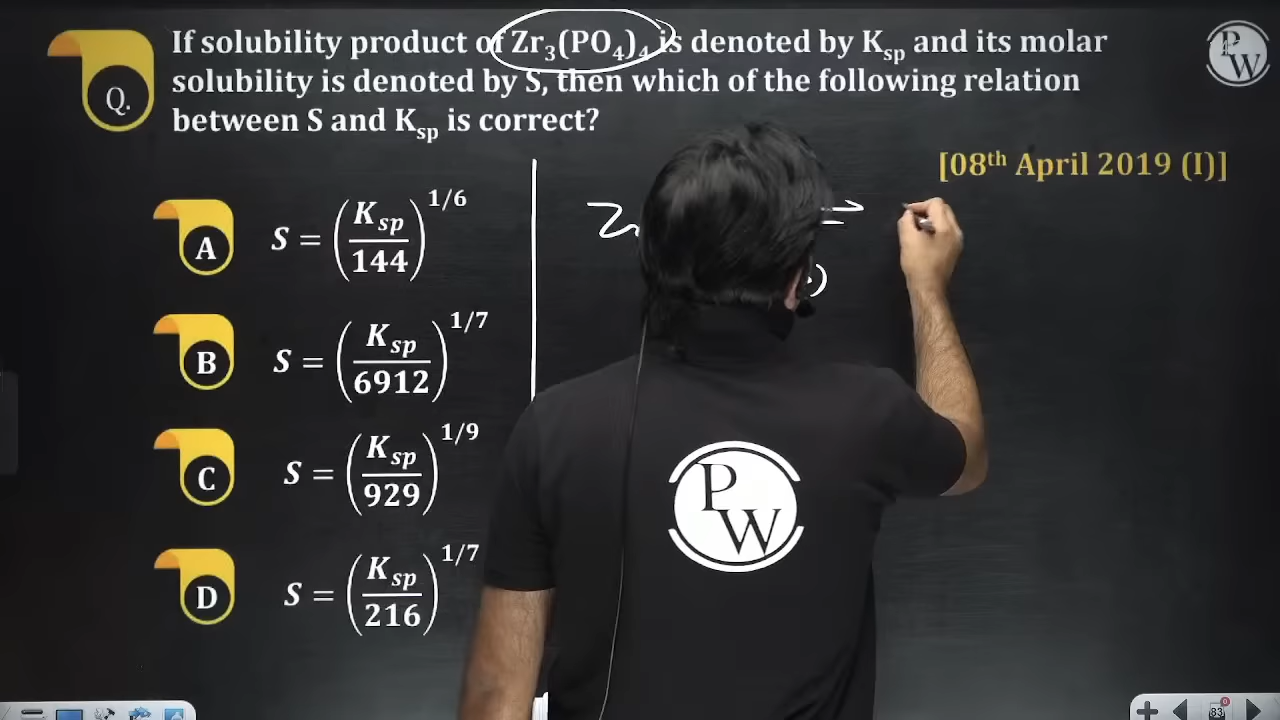 If solubility product of Zr₃(PO₄)₄ is denoted by Kₛₚ and its molar
solubility is denoted by S, then which of the following relation
between S and Kₛₚ is correct?
Q.
[08ᵗʰ April 2019 (I)]
A S = (Kₛₚ/144)^1/6
B S = (Kₛₚ/6912)^1/7
C S = (Kₛₚ/929)^1/9
D S = (Kₛₚ/216)^1/7
P W
P W
83